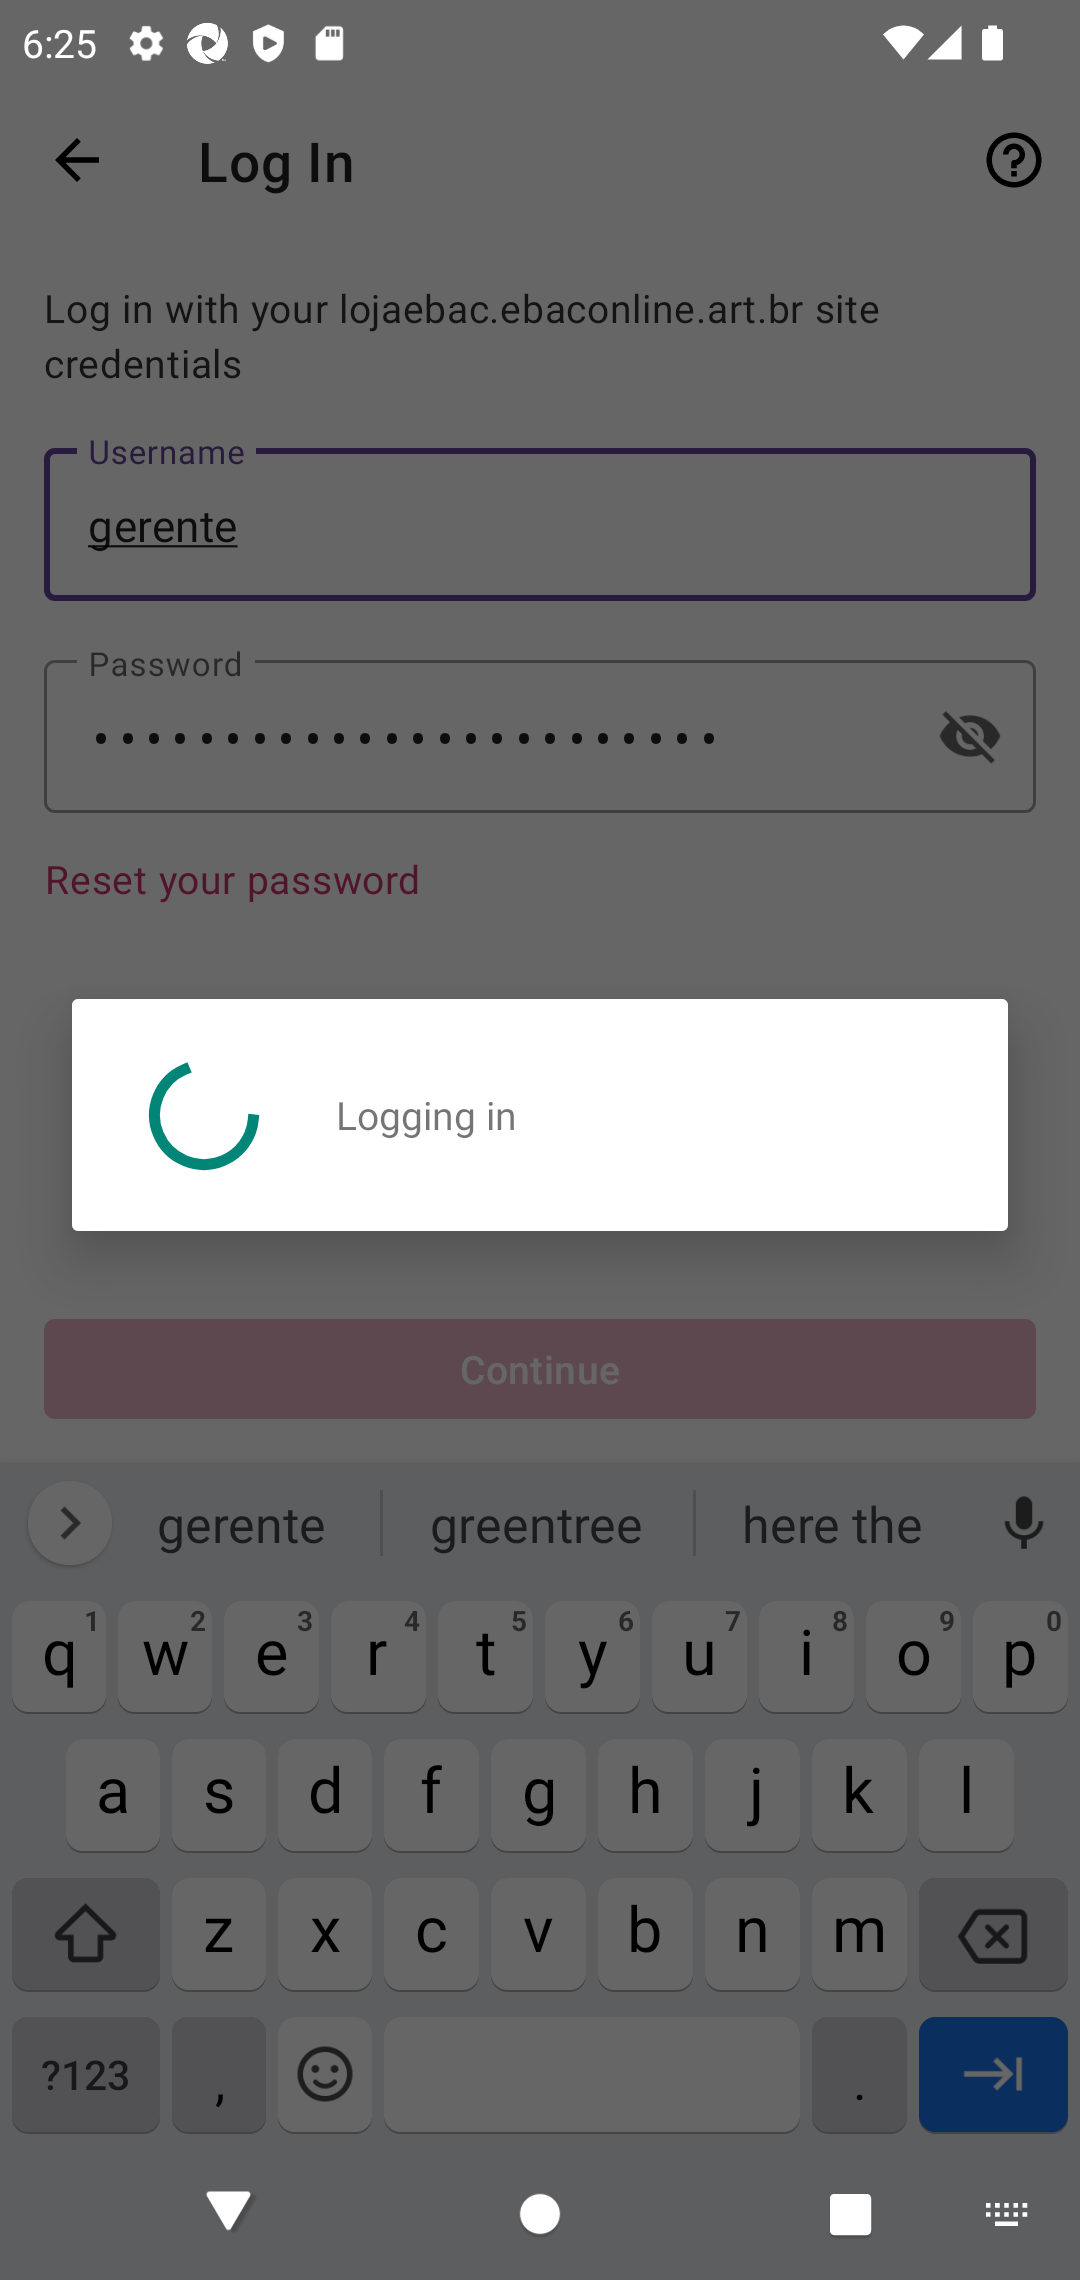 6:25
Log In
Log in with your lojaebac.ebaconline.art.br site
credentials
Username
gerente
Password
•••••••••••••••••••••••• 
Reset your password
Logging in
Continue
gerente greentree here the
1 2 3 4 5 6 7 8 9 0
q w e r t y u i o p
a s d f g h j k l
z x c v b n m
?123 , .